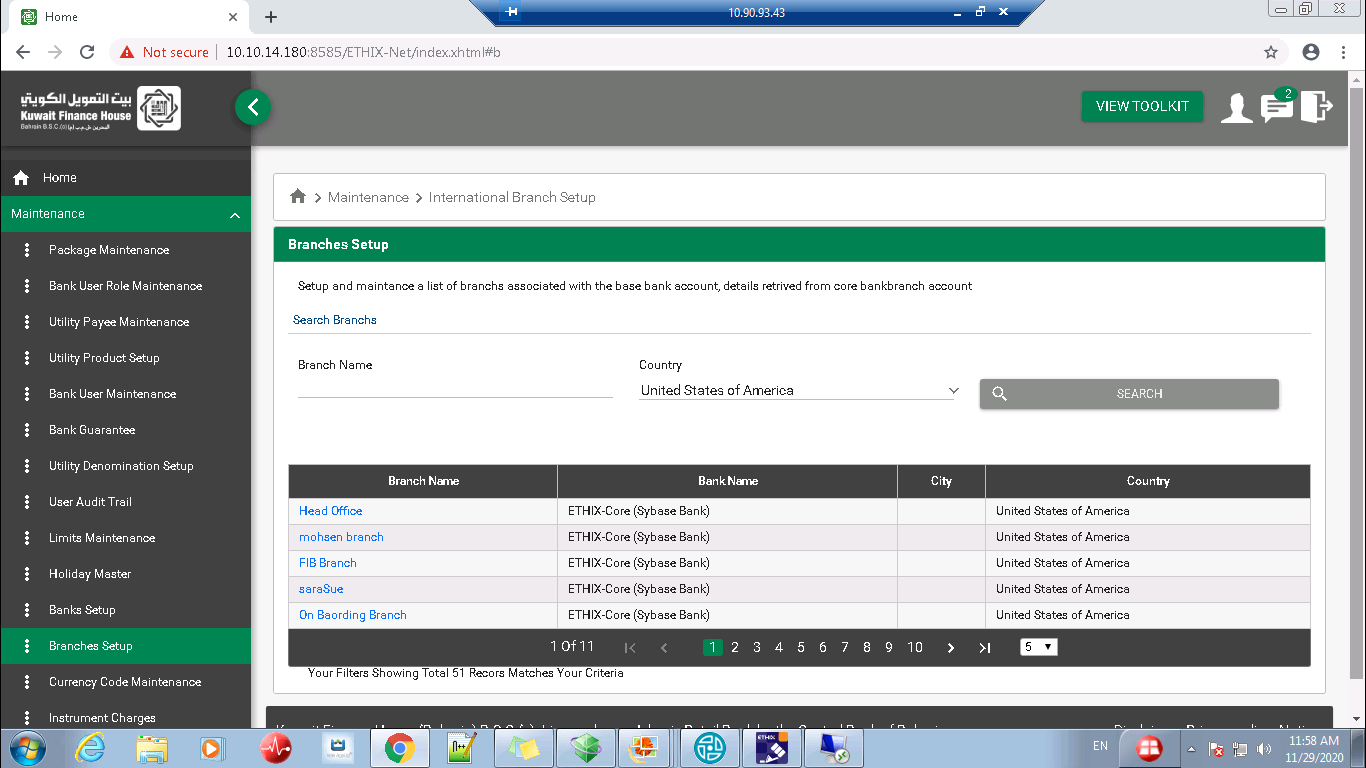 Home
10.90.93.43
Not secure
10.10.14.180:8585/ETHIX-Net/index.xhtml#b
بيت التمويل الكويتي
Kuwait Finance House
VIEW TOOLKIT
2
Home
Maintenance
Package Maintenance
Bank User Role Maintenance
Utility Payee Maintenance
Utility Product Setup
Bank User Maintenance
Bank Guarantee
Utility Denomination Setup
User Audit Trail
Limits Maintenance
Holiday Master
Banks Setup
Branches Setup
Currency Code Maintenance
Instrument Charges
Maintenance
International Branch Setup
Branches Setup
Setup and maintance a list of branchs associated with the base bank account, details retrived from core bankbranch account
Search Branchs
Branch Name
Country
United States of America
SEARCH
Branch Name Bank Name City Country
Head Office ETHIX-Core (Sybase Bank) United States of America
mohsen branch ETHIX-Core (Sybase Bank) United States of America
FIB Branch ETHIX-Core (Sybase Bank) United States of America
saraSue ETHIX-Core (Sybase Bank) United States of America
On Baording Branch ETHIX-Core (Sybase Bank) United States of America
1 Of 11 1 2 3 4 5 6 7 8 9 10 5
Your Filters Showing Total 51 Recors Matches Your Criteria
EN
11:58 AM
11/29/2020